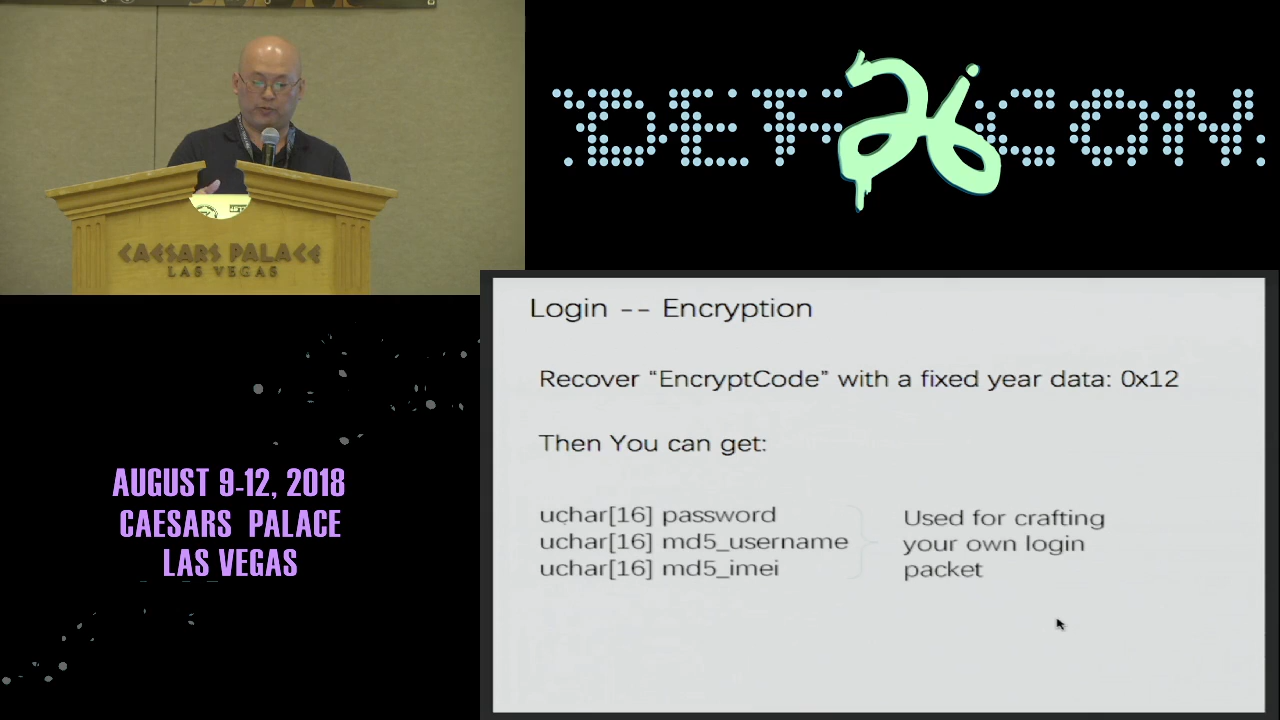 DEF 26 CON
CAESARS PALACE
LAS VEGAS
Login -- Encryption
Recover “EncryptCode” with a fixed year data: 0x12
Then You can get:
uchar[16] password
uchar[16] md5_username
uchar[16] md5_imei
Used for crafting
your own login
packet
AUGUST 9-12, 2018
CAESARS PALACE
LAS VEGAS